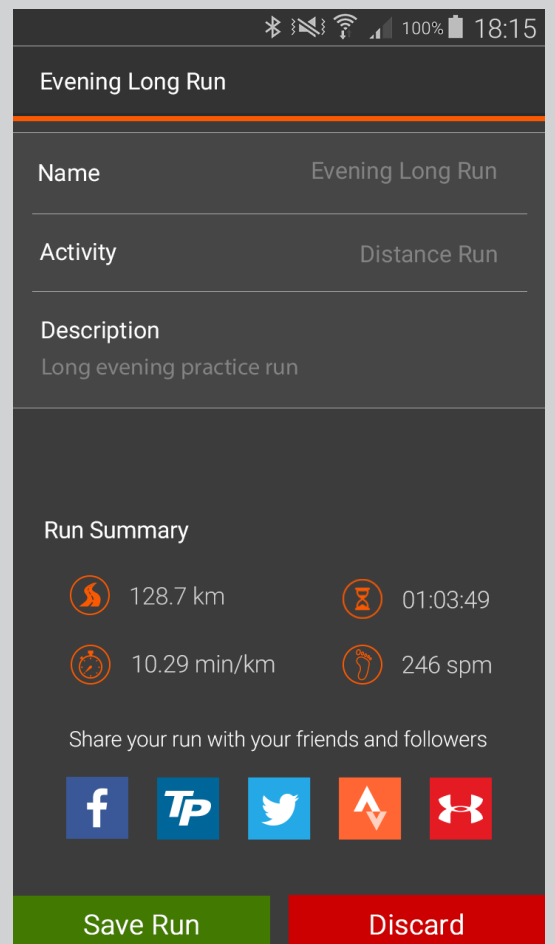 100% 18:15
Evening Long Run
Name Evening Long Run
Activity Distance Run
Description
Long evening practice run
Run Summary
128.7 km 01:03:49
10.29 min/km 246 spm
Share your run with your friends and followers
f TP
Save Run Discard